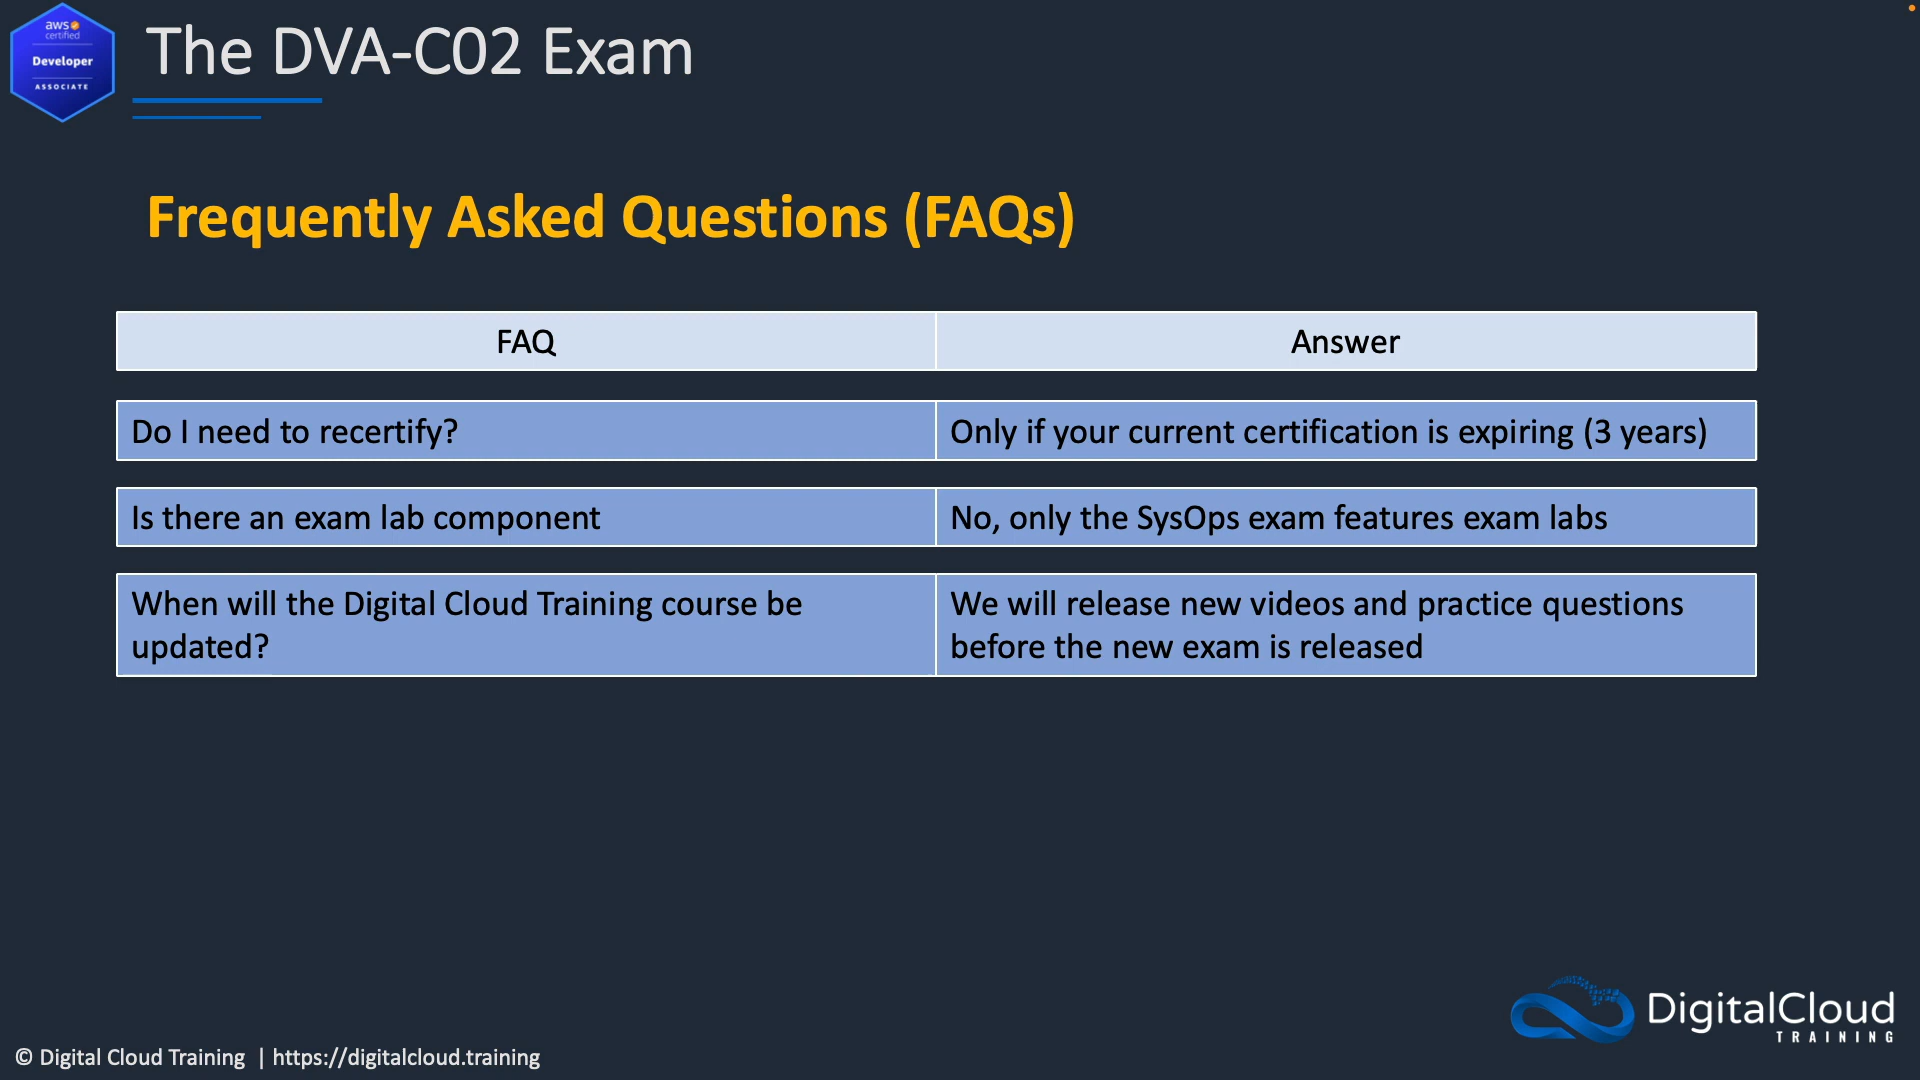 aws
certified
Developer
ASSOCIATE
The DVA-C02 Exam
Frequently Asked Questions (FAQs)
FAQ
Answer
Do I need to recertify?
Only if your current certification is expiring (3 years)
Is there an exam lab component
No, only the SysOps exam features exam labs
When will the Digital Cloud Training course be
updated?
We will release new videos and practice questions
before the new exam is released
DigitalCloud
TRAINING
© Digital Cloud Training | https://digitalcloud.training